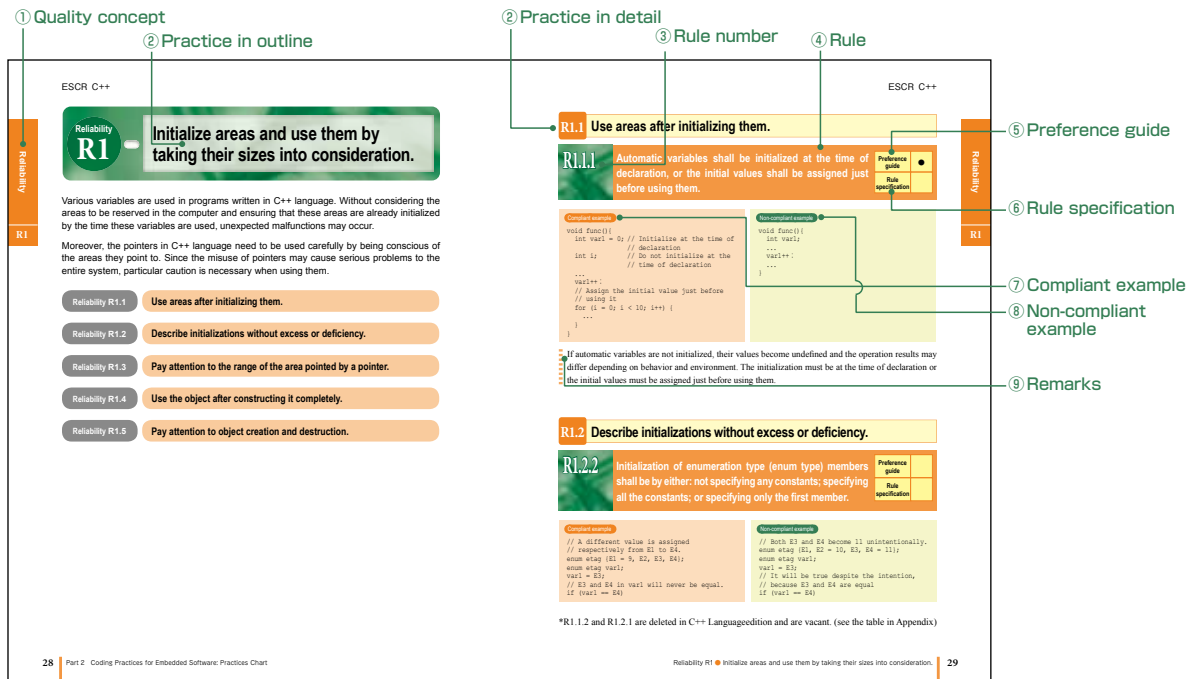 ①Quality concept
②Practice in outline
②Practice in detail
③Rule number
④Rule
ESCR C++
Reliability
R1
Initialize areas and use them by
taking their sizes into consideration.
Reliability
R1
Various variables are used in programs written in C++ language. Without considering the
areas to be reserved in the computer and ensuring that these areas are already initialized
by the time these variables are used, unexpected malfunctions may occur.
Moreover, the pointers in C++ language need to be used carefully by being conscious of
the areas they point to. Since the misuse of pointers may cause serious problems to the
entire system, particular caution is necessary when using them.
Reliability R1.1 Use areas after initializing them.
Reliability R1.2 Describe initializations without excess or deficiency.
Reliability R1.3 Pay attention to the range of the area pointed by a pointer.
Reliability R1.4 Use the object after constructing it completely.
Reliability R1.5 Pay attention to object creation and destruction.
28 Part 2 Coding Practices for Embedded Software: Practices Chart
ESCR C++
R1.1 Use areas after initializing them.
R1.1.1
Automatic variables shall be initialized at the time of
declaration, or the initial values shall be assigned just
before using them.
Preference
guide ●
Rule
specification
Compliant example
void func(){
int var1 = 0; // Initialize at the time of
// declaration
int i; // Do not initialize at the
// time of declaration
...
var1++;
// Assign the initial value just before
// using it
for (i = 0; i < 10; i++) {
...
}
}
Non-compliant example
void func(){
int var1;
...
var1++;
...
}
If automatic variables are not initialized, their values become undefined and the operation results may
differ depending on behavior and environment. The initialization must be at the time of declaration or
the initial values must be assigned just before using them.
R1.2 Describe initializations without excess or deficiency.
R1.2.2
Initialization of enumeration type (enum type) members
shall be by either: not specifying any constants; specifying
all the constants; or specifying only the first member.
Preference
guide
Rule
specification
Compliant example
// A different value is assigned
// respectively from E1 to E4.
enum etag {E1 = 9, E2, E3, E4};
enum etag var1;
var1 = E3;
// E3 and E4 in var1 will never be equal.
if (var1 == E4)
Non-compliant example
// Both E3 and E4 become 11 unintentionally.
enum etag {E1, E2 = 10, E3, E4 = 11};
enum etag var1;
var1 = E3;
// It will be true despite the intention,
// because E3 and E4 are equal
if (var1 == E4)
*R1.1.2 and R1.2.1 are deleted in C++ Languageedition and are vacant. (see the table in Appendix)
Reliability R1 ● Initialize areas and use them by taking their sizes into consideration. 29
Reliability
R1
⑤Preference guide
⑥Rule specification
⑦Compliant example
⑧Non-compliant
example
⑨Remarks